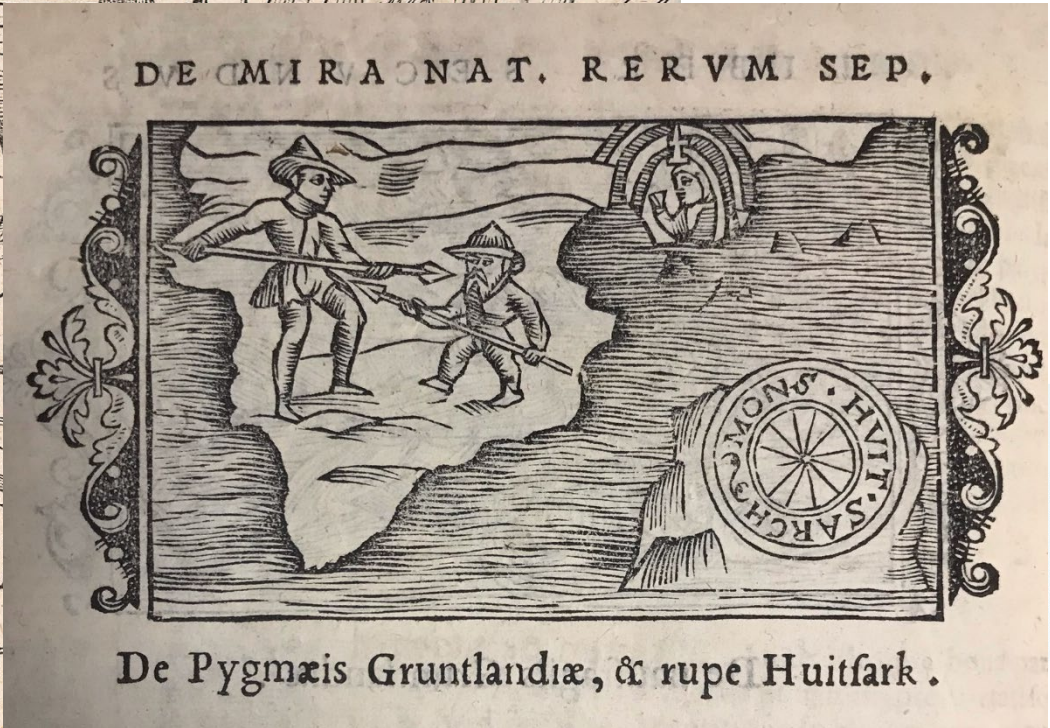 DE MIRA NAT. RERVM SEP.
MONS · HVIT · SARCH
De Pygmæis Gruntlandiæ, & rupe Huitſark.